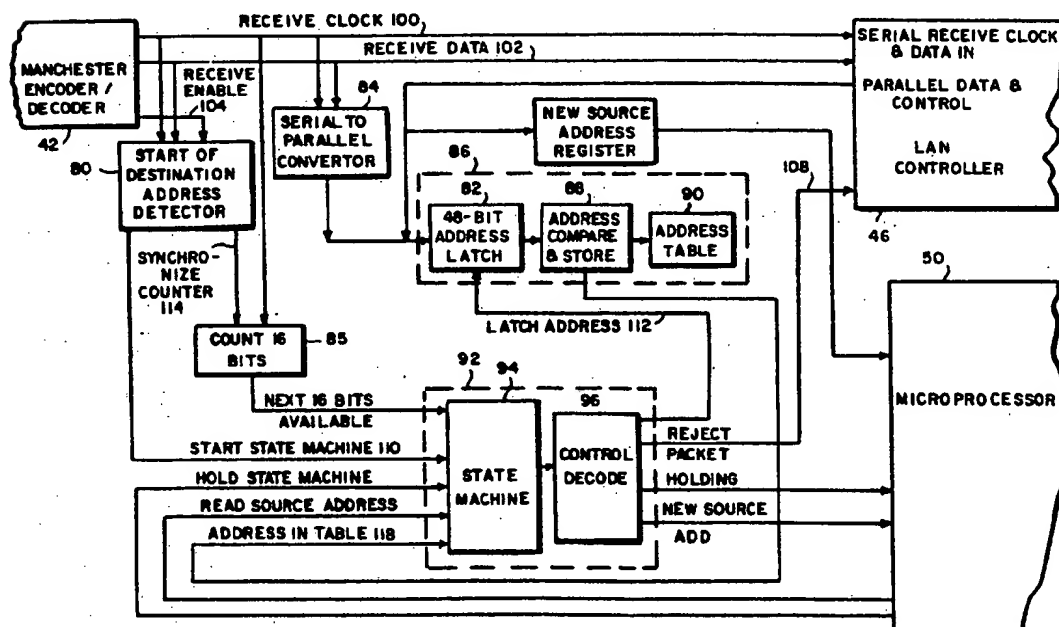 RECEIVE CLOCK 100
RECEIVE DATA 102
MANCHESTER
ENCODER /
DECODER
42
RECEIVE
ENABLE
104
SERIAL RECEIVE CLOCK
& DATA IN
PARALLEL DATA &
CONTROL
LAN
CONTROLLER
46
84
SERIAL TO
PARALLEL
CONVERTOR
NEW SOURCE
ADDRESS
REGISTER
80
START OF
DESTINATION
ADDRESS
DETECTOR
86
82
48-BIT
ADDRESS
LATCH
88
ADDRESS
COMPARE
& STORE
90
ADDRESS
TABLE
108
SYNCHRO-
NIZE
COUNTER
114
LATCH ADDRESS 112
50
MICROPROCESSOR
COUNT 16
BITS
85
92
94
96
NEXT 16 BITS
AVAILABLE
START STATE MACHINE 110
HOLD STATE MACHINE
READ SOURCE ADDRESS
ADDRESS IN TABLE 118
STATE
MACHINE
CONTROL
DECODE
REJECT
PACKET
HOLDING
NEW SOURCE
ADD